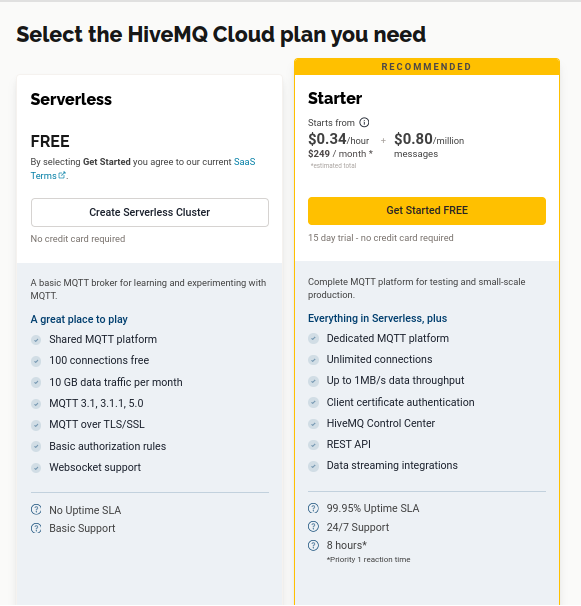 Select the HiveMQ Cloud plan you need
Serverless
FREE
By selecting Get Started you agree to our current SaaS
Terms.
Create Serverless Cluster
No credit card required
A basic MQTT broker for learning and experimenting with
MQTT.
A great place to play
Shared MQTT platform
100 connections free
10 GB data traffic per month
MQTT 3.1, 3.1.1, 5.0
MQTT over TLS/SSL
Basic authorization rules
Websocket support
No Uptime SLA
Basic Support
RECOMMENDED
Starter
Starts from
$0.34/hour + $0.80/million
$249 / month * messages
*estimated total
Get Started FREE
15 day trial - no credit card required
Complete MQTT platform for testing and small-scale
production.
Everything in Serverless, plus
Dedicated MQTT platform
Unlimited connections
Up to 1MB/s data throughput
Client certificate authentication
HiveMQ Control Center
REST API
Data streaming integrations
99.95% Uptime SLA
24/7 Support
8 hours*
*Priority 1 reaction time